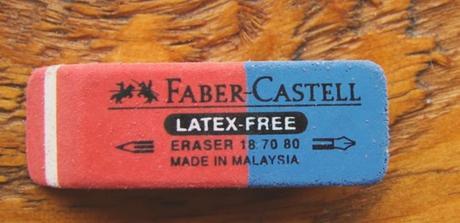 FABER-CASTELL
LATEX-FREE
ERASER 18 70 80
MADE IN MALAYSIA